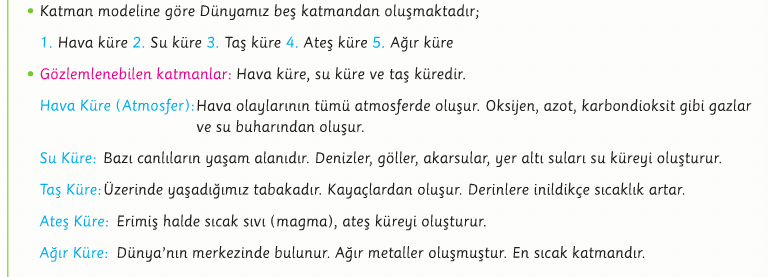 • Katman modeline göre Dünyamız beş katmandan oluşmaktadır;
1. Hava küre 2. Su küre 3. Taş küre 4. Ateş küre 5. Ağır küre
• Gözlemlenebilen katmanlar: Hava küre, su küre ve taş küredir.
Hava Küre (Atmosfer): Hava olaylarının tümü atmosferde oluşur. Oksijen, azot, karbondioksit gibi gazlar
ve su buharından oluşur.
Su Küre: Bazı canlıların yaşam alanıdır. Denizler, göller, akarsular, yer altı suları su küreyi oluşturur.
Taş Küre: Üzerinde yaşadığımız tabakadır. Kayaçlardan oluşur. Derinlere inildikçe sıcaklık artar.
Ateş Küre: Erimiş halde sıcak sıvı (magma), ateş küreyi oluşturur.
Ağır Küre: Dünya'nın merkezinde bulunur. Ağır metaller oluşmuştur. En sıcak katmandır.